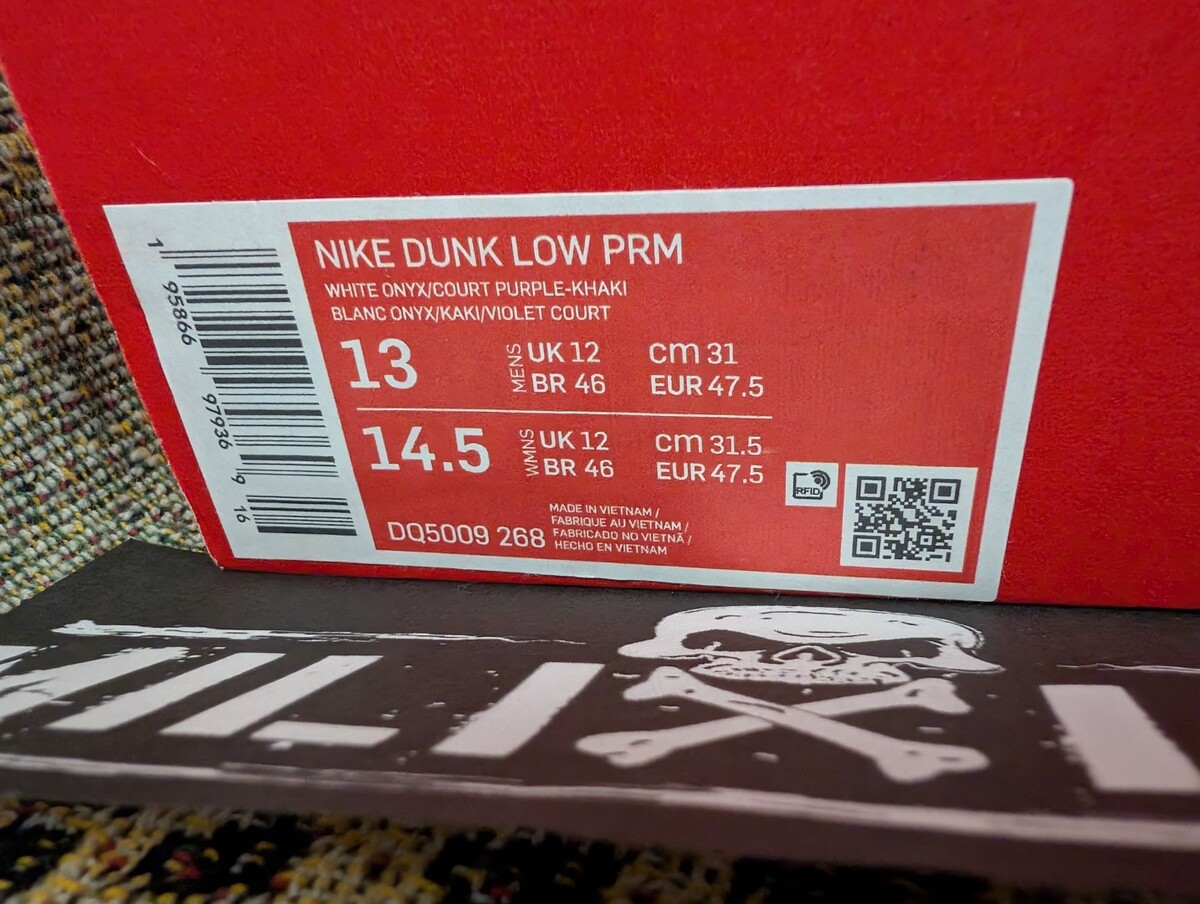 NIKE DUNK LOW PRM
WHITE ONYX/COURT PURPLE-KHAKI
BLANC ONYX/KAKI/VIOLET COURT
13
MENS
UK 12
cm 31
BR 46
EUR 47.5
14.5
WMNS
UK 12
cm 31.5
BR 46
EUR 47.5
RFID
DQ5009 268
MADE IN VIETNAM /
FABRIQUE AU VIETNAM /
FABRICADO NO VIETNÃ /
HECHO EN VIETNAM
1 95866 97936 9 16